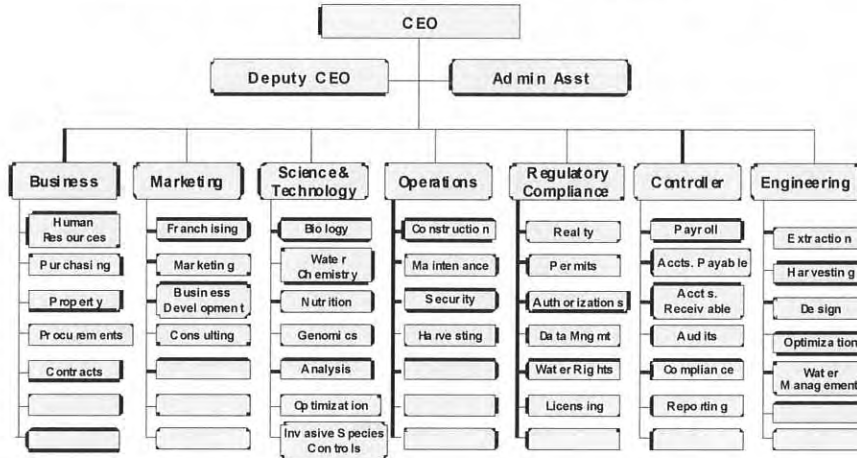 CEO
Deputy CEO
Admin Asst
Business
Marketing
Science &
Technology
Operations
Regulatory
Compliance
Controller
Engineering
Human
Resources
Purchasing
Property
Procurements
Contracts
Franchising
Marketing
Business
Development
Consulting
Biology
Water
Chemistry
Nutrition
Genomics
Analysis
Optimization
Invasive Species
Controls
Construction
Maintenance
Security
Harvesting
Realty
Permits
Authorizations
Data Mngmt
Water Rights
Licensing
Payroll
Accts. Payable
Accts.
Receivable
Audits
Compliance
Reporting
Extraction
Harvesting
Design
Optimization
Water
Management